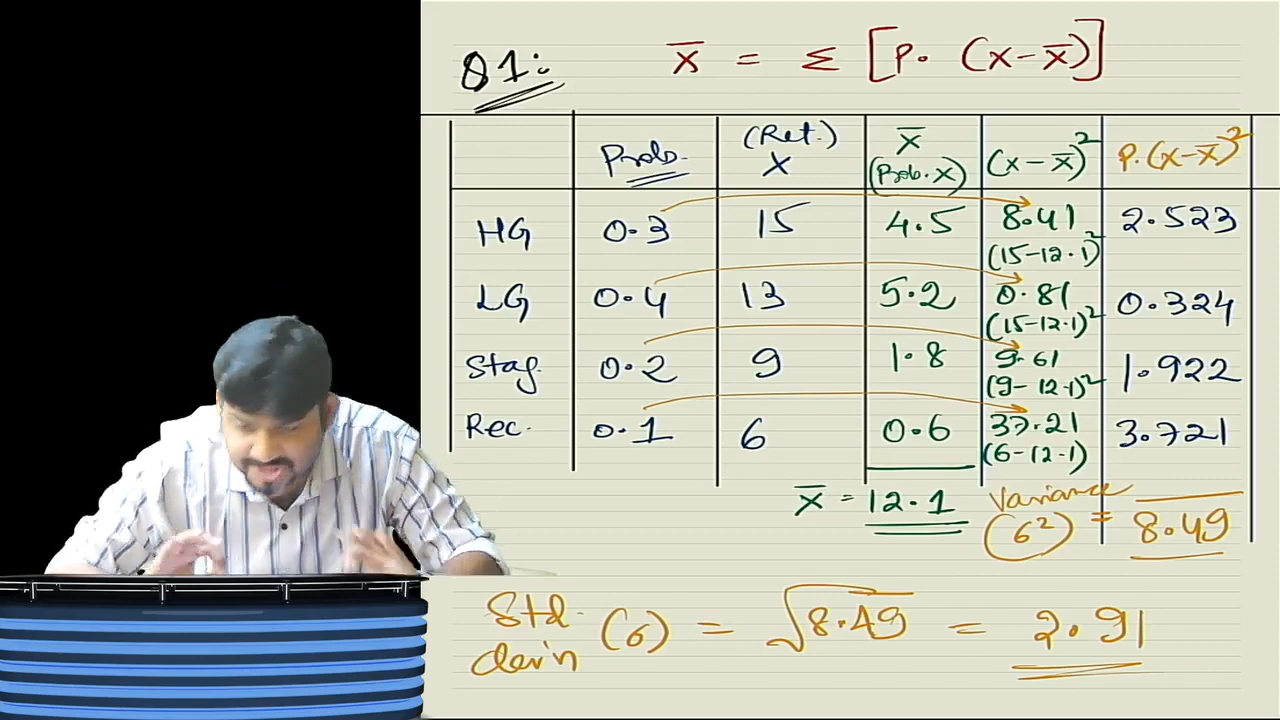 Q1: x̄ = Σ [P. (x-x̄)]
Prob. (Ret.) X x̄ (Prob. X) (x-x̄)² P.(x-x̄)²
HG 0.3 15 4.5 8.41 (15-12.1)² 2.523
LG 0.4 13 5.2 0.81 (15-12.1)² 0.324
Stag. 0.2 9 1.8 9.61 (9-12.1)² 1.922
Rec. 0.1 6 0.6 37.21 (6-12.1) 3.721
x̄ = 12.1 Variance (σ²) = 8.49
Std. dev'n (σ) = √8.49 = 2.91